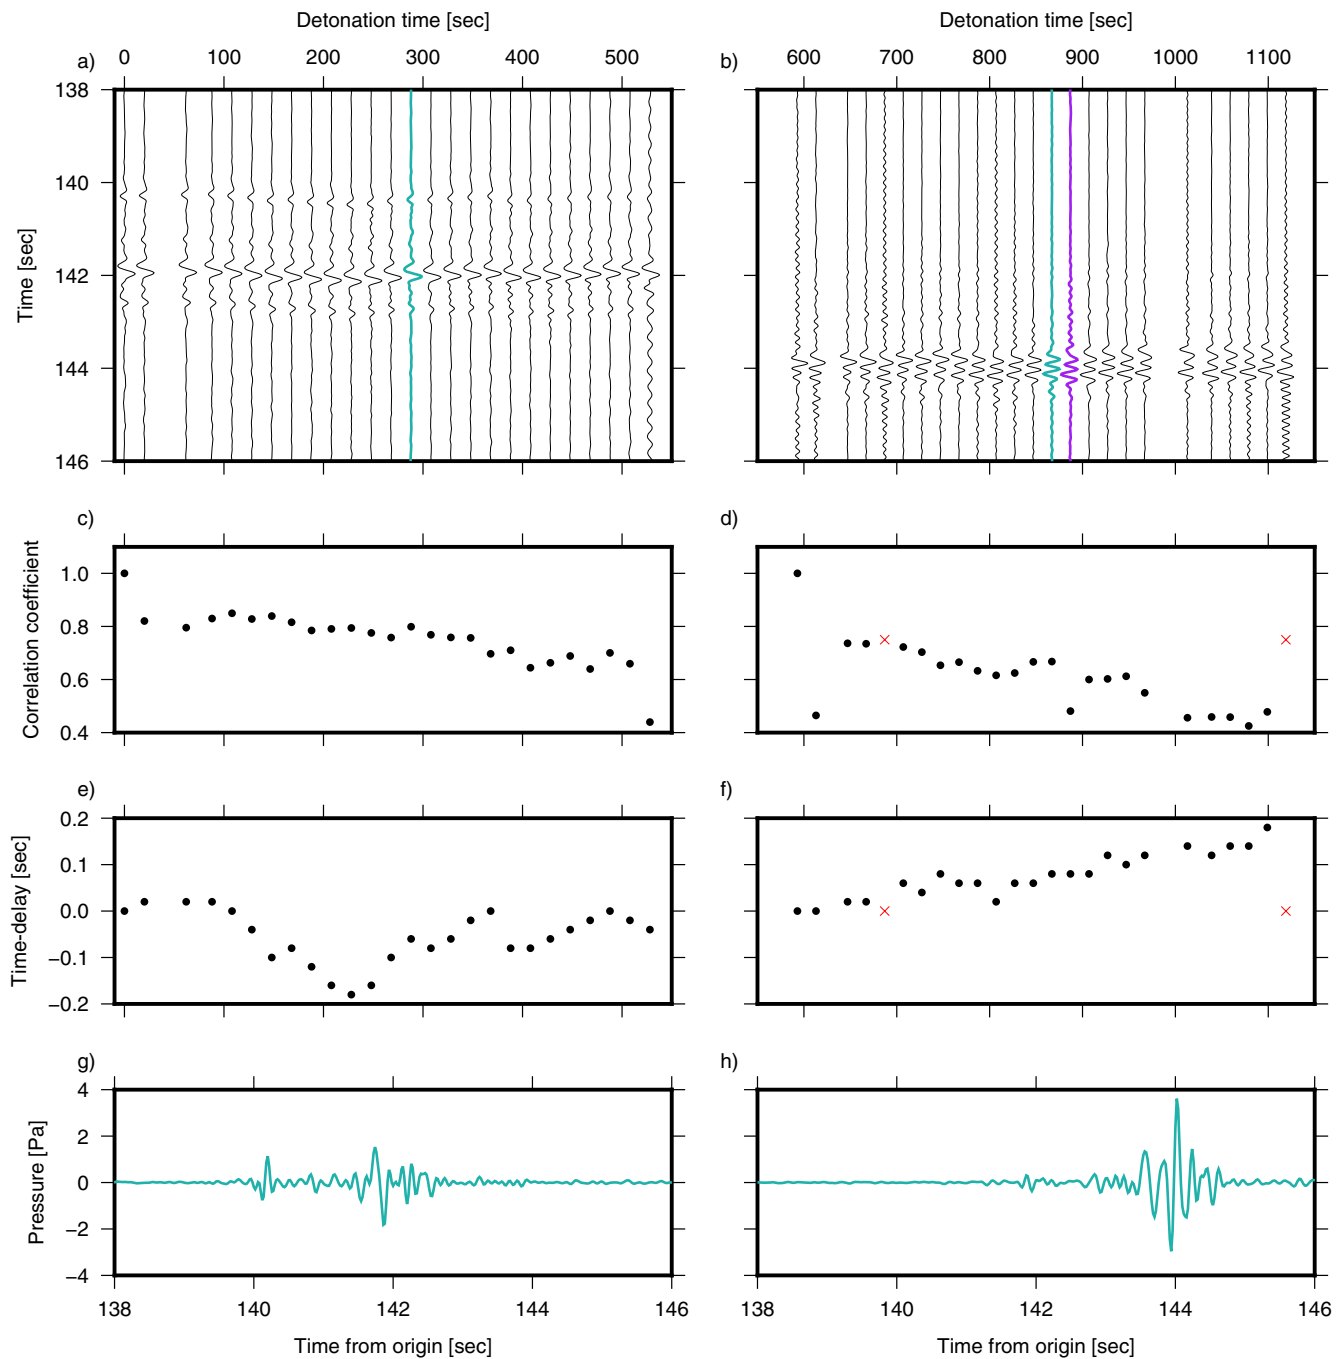 Detonation time [sec]
Detonation time [sec]
a)
0 100 200 300 400 500
b)
600 700 800 900 1000 1100
Time [sec]
138
140
142
144
146
c)
d)
Correlation coefficient
1.0
0.8
0.6
0.4
e)
f)
Time-delay [sec]
0.2
0.1
0.0
−0.1
−0.2
g)
h)
Pressure [Pa]
4
2
0
−2
−4
138 140 142 144 146
138 140 142 144 146
Time from origin [sec]
Time from origin [sec]